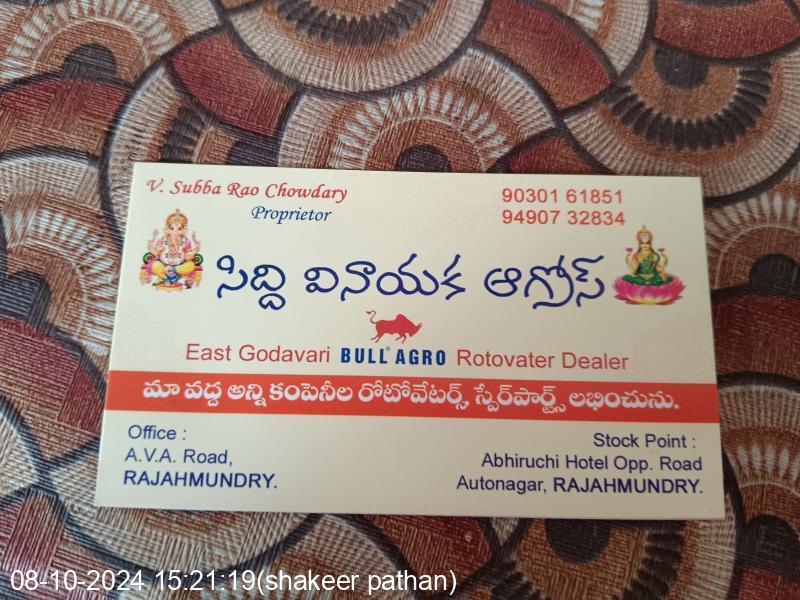 V. Subba Rao Chowdary
Proprietor
90301 61851
94907 32834
సిద్ది వినాయక ఆగ్రోస్
East Godavari BULL® AGRO Rotovater Dealer
మా వద్ద అన్ని కంపెనీల రోటోవేటర్స్, స్పేర్‌పార్ట్స్ లభించును.
Office :
A.V.A. Road,
RAJAHMUNDRY.
Stock Point :
Abhiruchi Hotel Opp. Road
Autonagar, RAJAHMUNDRY.
08-10-2024 15:21:19(shakeer pathan)